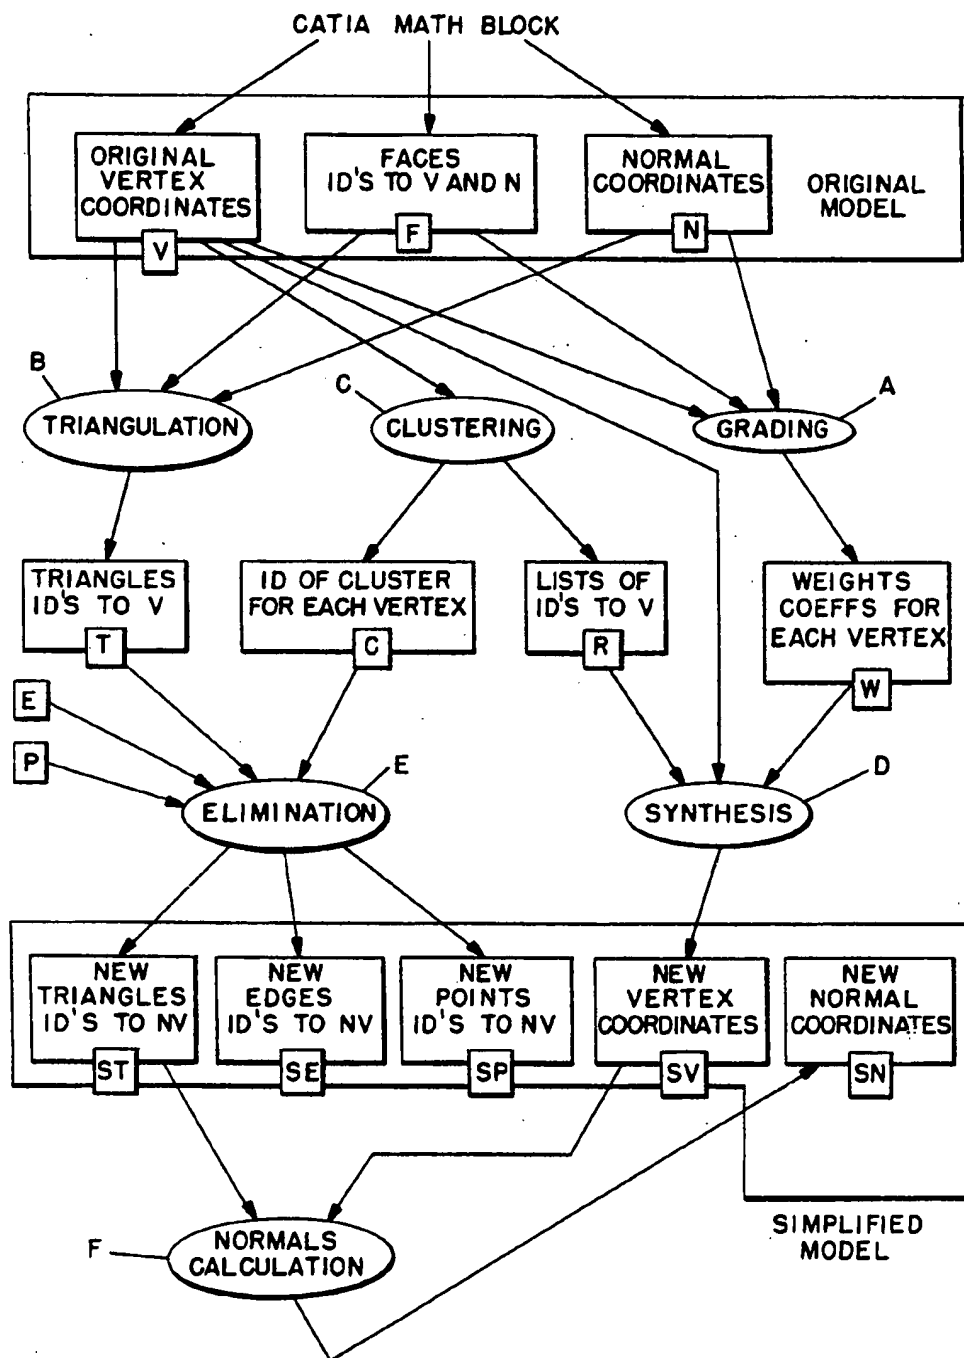 CATIA MATH BLOCK
ORIGINAL
VERTEX
COORDINATES
V
FACES
ID'S TO V AND N
F
NORMAL
COORDINATES
N
ORIGINAL
MODEL
B
TRIANGULATION
C
CLUSTERING
A
GRADING
TRIANGLES
ID'S TO V
T
ID OF CLUSTER
FOR EACH VERTEX
C
LISTS OF
ID'S TO V
R
WEIGHTS
COEFFS FOR
EACH VERTEX
W
E
P
E
ELIMINATION
D
SYNTHESIS
NEW
TRIANGLES
ID'S TO NV
ST
NEW
EDGES
ID'S TO NV
SE
NEW
POINTS
ID'S TO NV
SP
NEW
VERTEX
COORDINATES
SV
NEW
NORMAL
COORDINATES
SN
F
NORMALS
CALCULATION
SIMPLIFIED
MODEL